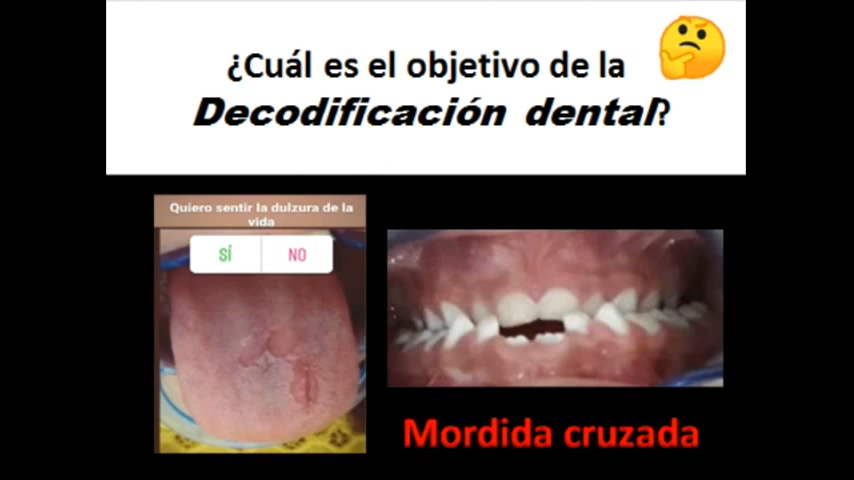 ¿Cuál es el objetivo de la
Decodificación dental?
Quiero sentir la dulzura de la
vida
SÍ
NO
Mordida cruzada